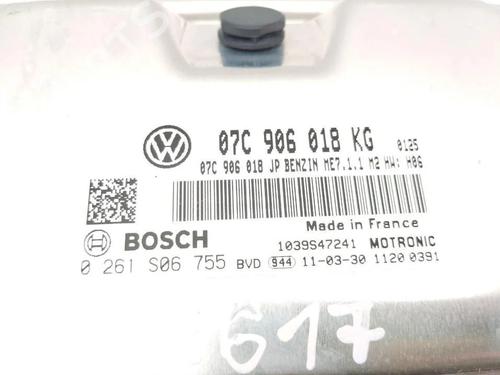 07C 906 018 KG 0125
07C 906 018 JP BENZIN ME7.1.1 M2 HW: H06
Made in France
BOSCH 1039S47241 MOTRONIC
0 261 S06 755 BVD 944 11-03-30 1120 0391
617